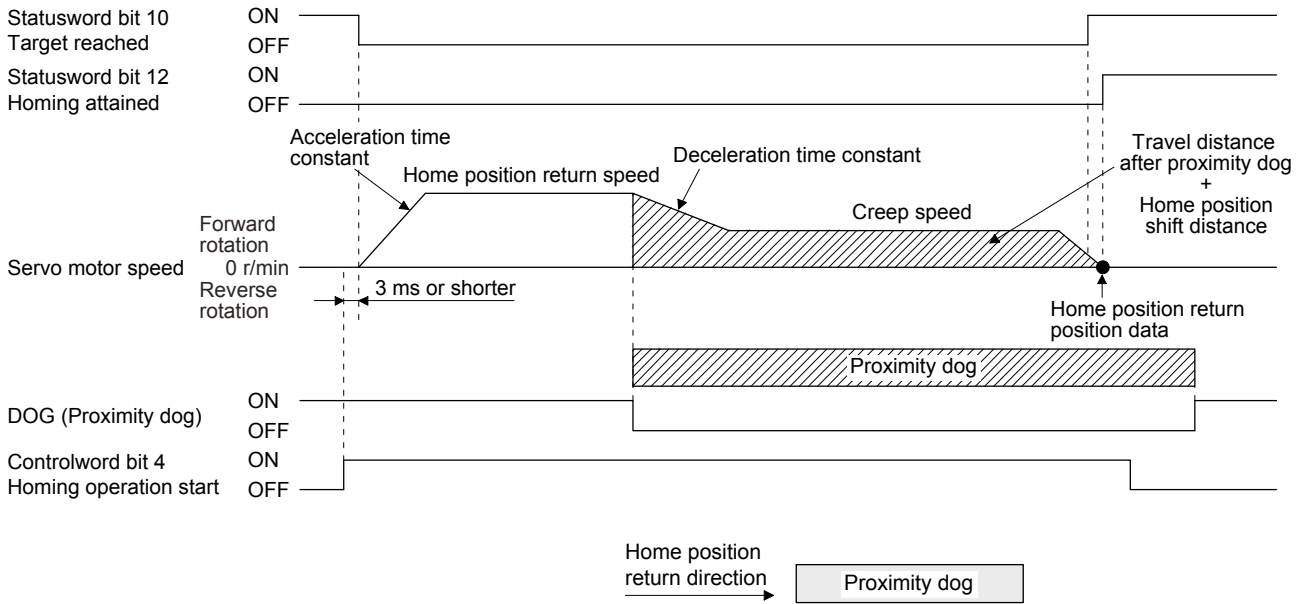 Statusword bit 10
Target reached
ON
OFF
Statusword bit 12
Homing attained
ON
OFF
Acceleration time
constant
Home position return speed
Deceleration time constant
Creep speed
Travel distance
after proximity dog
+
Home position
shift distance
Forward
rotation
Servo motor speed
0 r/min
Reverse
rotation
3 ms or shorter
Home position return
position data
Proximity dog
DOG (Proximity dog)
ON
OFF
Controlword bit 4
Homing operation start
ON
OFF
Home position
return direction
Proximity dog